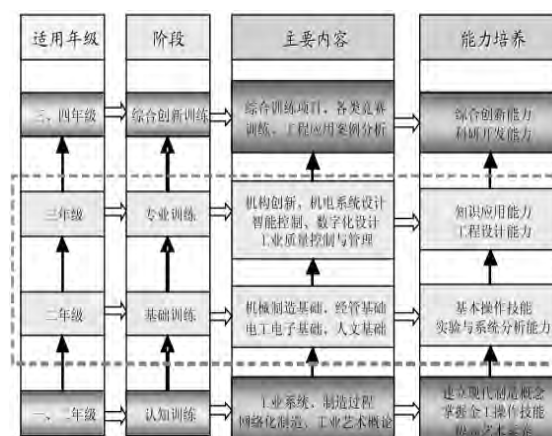 适用年级 阶段 主要内容 能力培养
三、四年级 综合创新训练 综合训练项目、各类竞赛 综合创新能力
训练、工程应用案例分析 科研开发能力
三年级 专业训练 机构创新，机电系统设计 知识应用能力
智能控制、数字化设计 工程设计能力
工业质量控制与管理
二年级 基础训练 机械制造基础、经管基础 基本操作技能
电工电子基础、人文基础 实验与系统分析能力
一、二年级 认知训练 工业系统、制造过程 建立现代制造概念
网络化制造、工业艺术概论 掌握金工操作技能